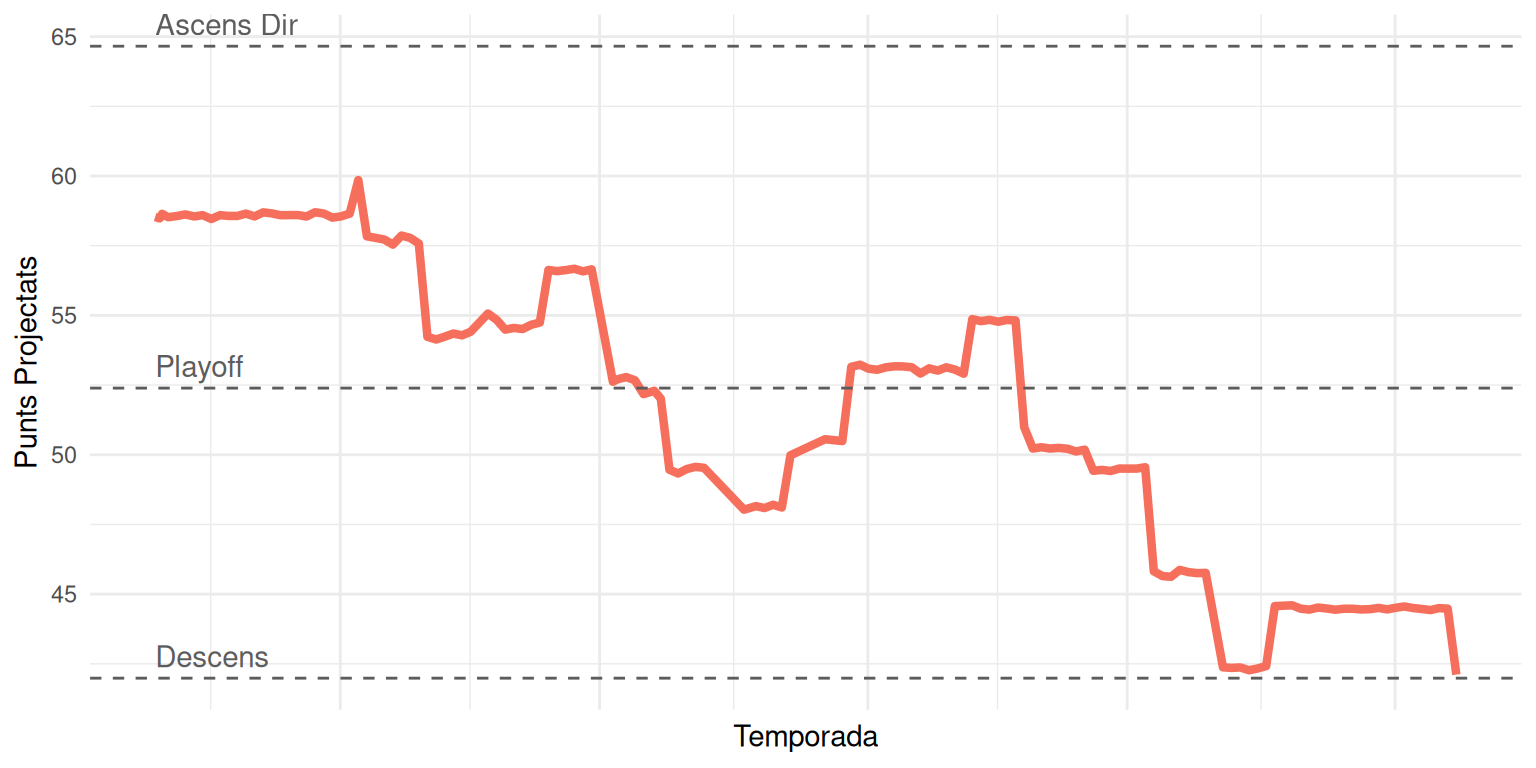 Ascens Dir
65
60
55
Playoff
50
45
Descens
Punts Projectats
Temporada